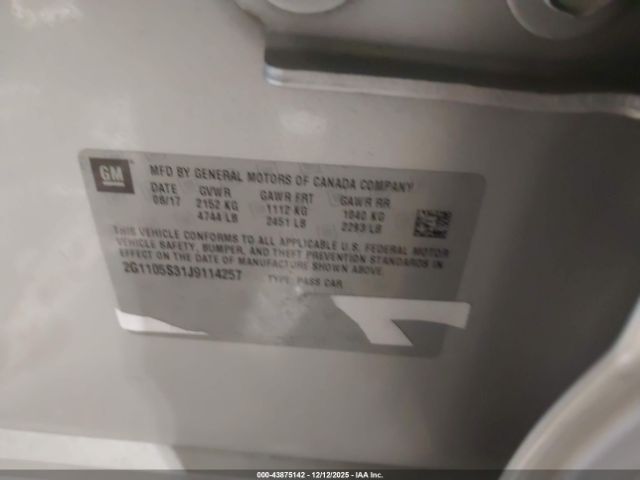 GM
MFD BY GENERAL MOTORS OF CANADA COMPANY
DATE GVWR GAWR FRT GAWR RR
08/17 2152 KG 1112 KG 1040 KG
4744 LB 2451 LB 2293 LB
THIS VEHICLE CONFORMS TO ALL APPLICABLE U.S. FEDERAL MOTOR
VEHICLE SAFETY, BUMPER, AND THEFT PREVENTION STANDARDS IN
EFFECT ON THE DATE OF MANUFACTURE SHOWN ABOVE.
2G1105S31J9114257 TYPE: PASS CAR
000-43875142 - 12/12/2025 - IAA Inc.